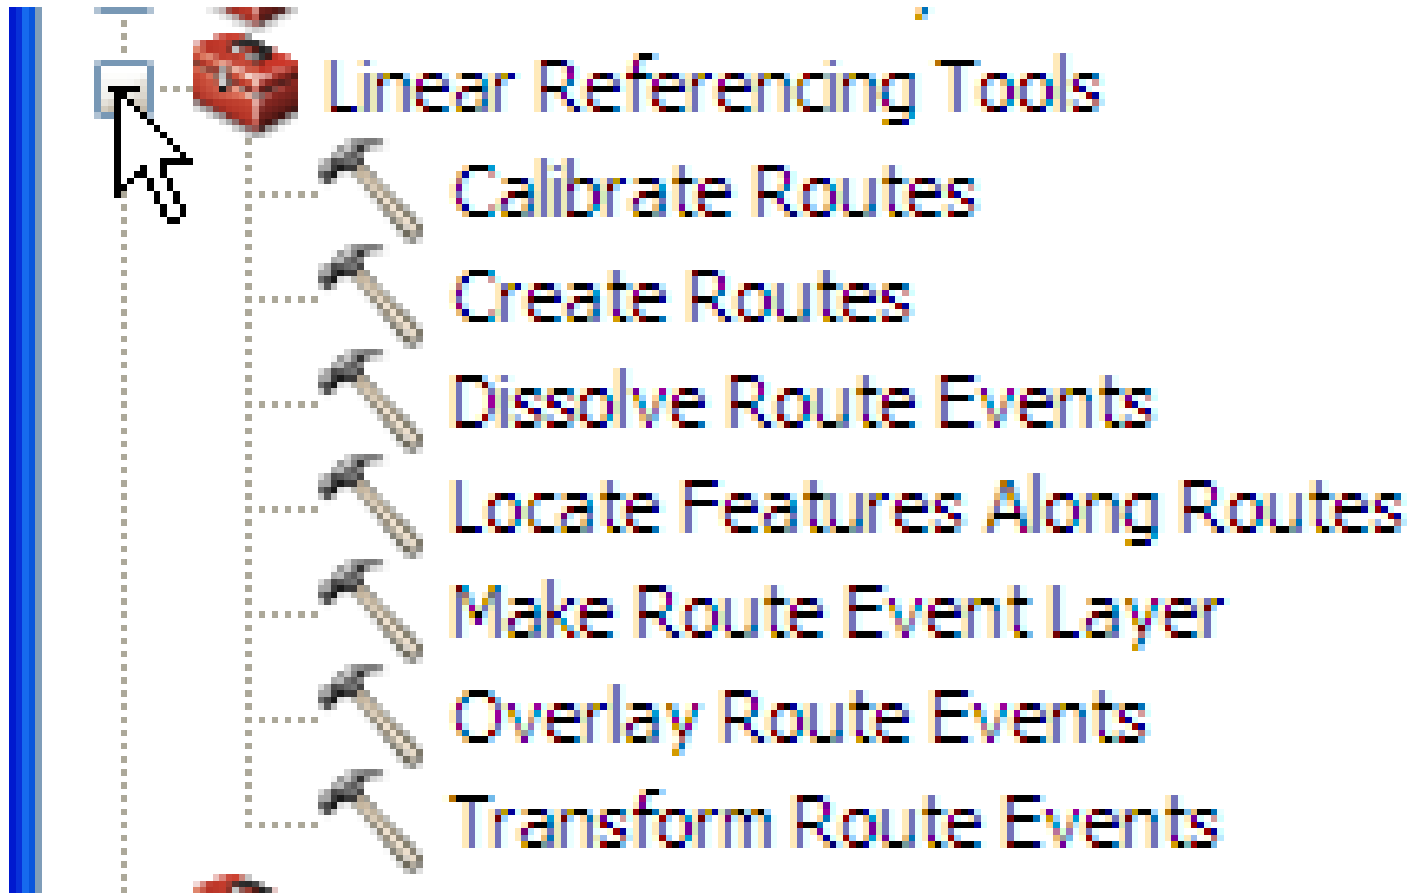 Linear Referencing Tools
Calibrate Routes
Create Routes
Dissolve Route Events
Locate Features Along Routes
Make Route Event Layer
Overlay Route Events
Transform Route Events